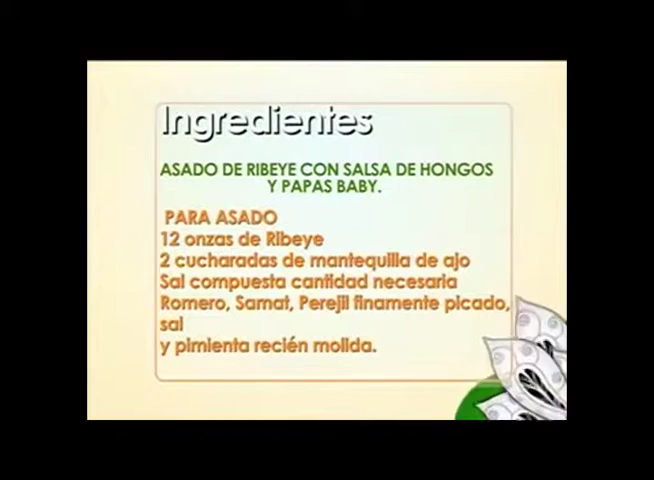 Ingredientes
ASADO DE RIBEYE CON SALSA DE HONGOS
Y PAPAS BABY.
PARA ASADO
12 onzas de Ribeye
2 cucharadas de mantequilla de ajo
Sal compuesta cantidad necesaria
Romero, Samat, Perejil finamente picado,
sal
y pimienta recién molida.